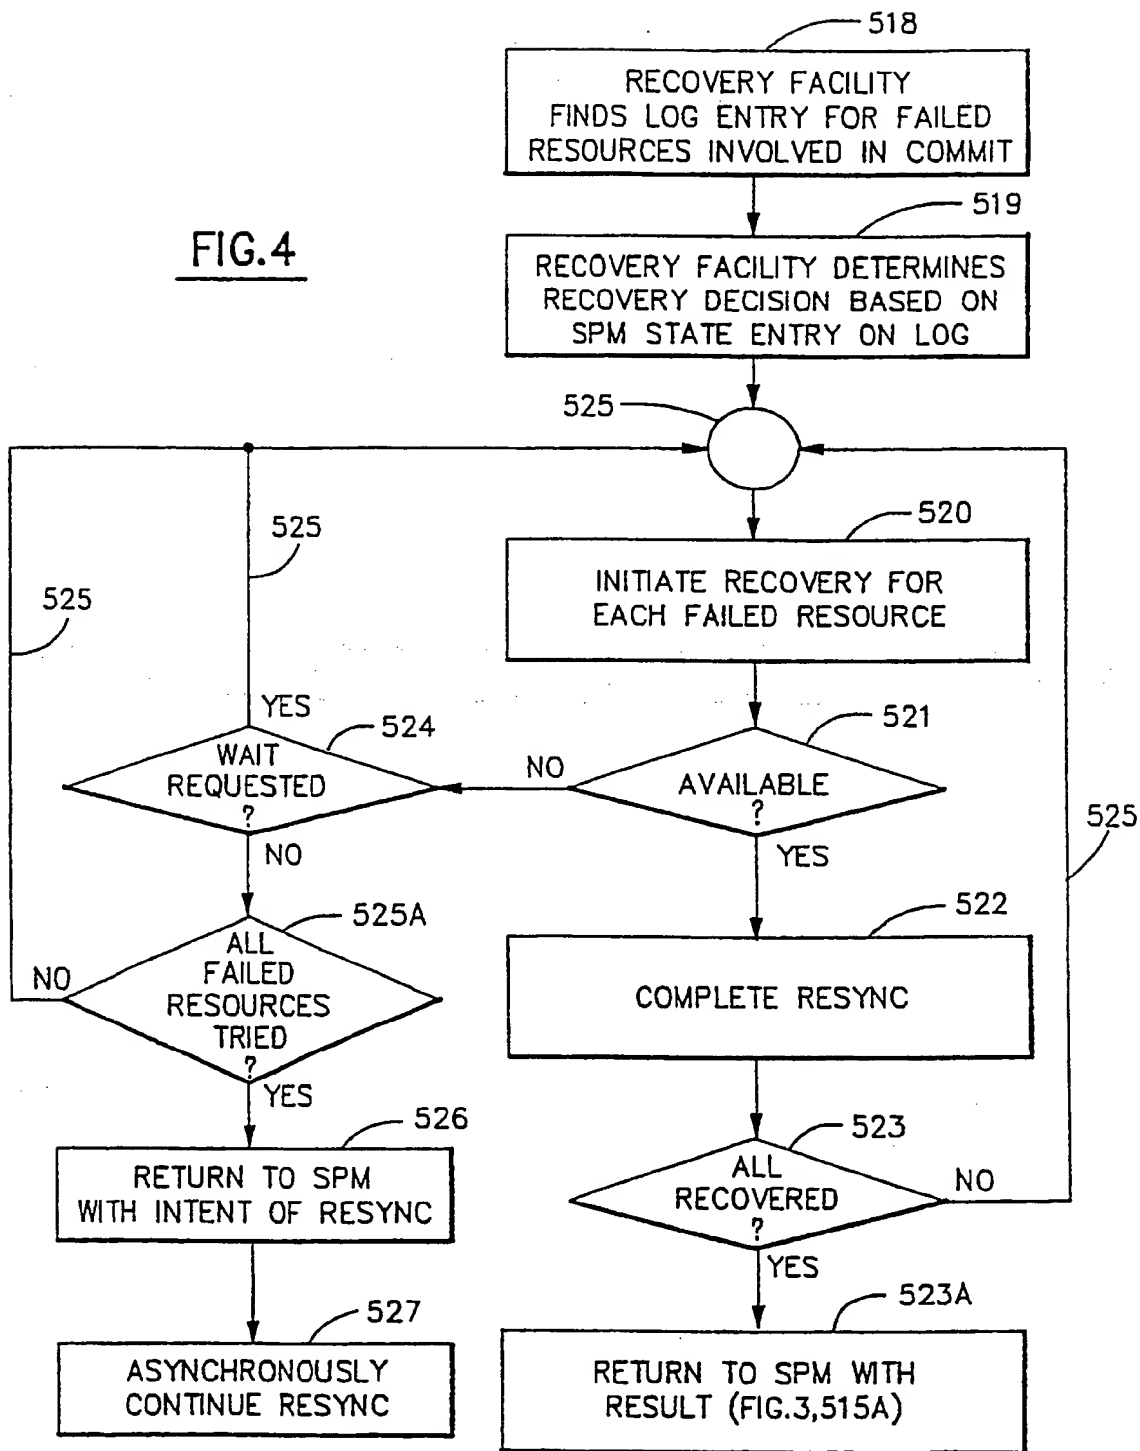 518
RECOVERY FACILITY
FINDS LOG ENTRY FOR FAILED
RESOURCES INVOLVED IN COMMIT
519
FIG.4
RECOVERY FACILITY DETERMINES
RECOVERY DECISION BASED ON
SPM STATE ENTRY ON LOG
525
520
525
INITIATE RECOVERY FOR
EACH FAILED RESOURCE
525
YES
524
521
WAIT
REQUESTED
?
NO
AVAILABLE
?
525
NO
YES
525A
522
ALL
FAILED
RESOURCES
TRIED
?
NO
COMPLETE RESYNC
YES
526
523
RETURN TO SPM
WITH INTENT OF RESYNC
ALL
RECOVERED
?
NO
YES
527
523A
ASYNCHRONOUSLY
CONTINUE RESYNC
RETURN TO SPM WITH
RESULT (FIG.3,515A)